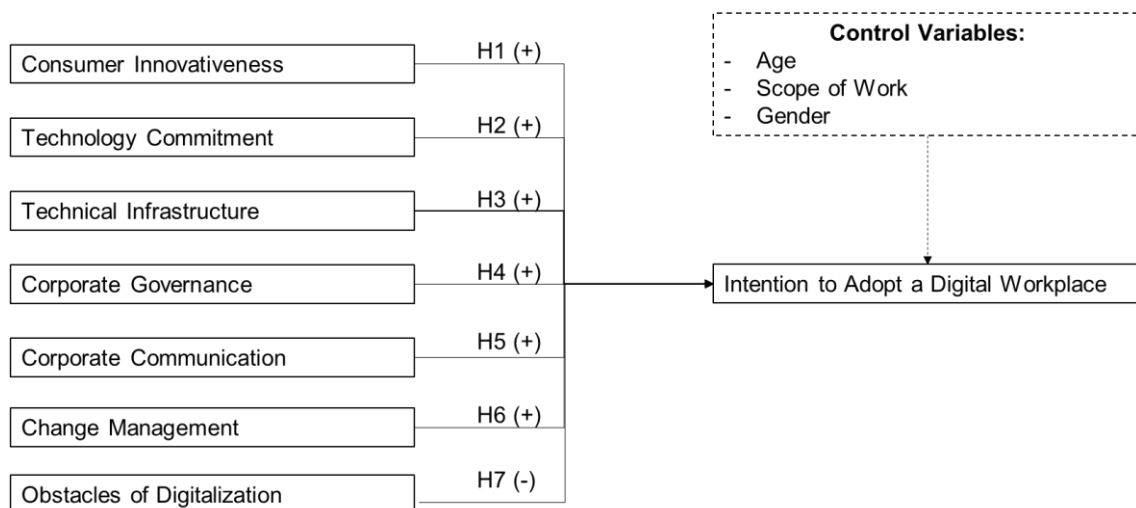 Control Variables:
- Age
- Scope of Work
- Gender
Consumer Innovativeness
H1 (+)
Technology Commitment
H2 (+)
Technical Infrastructure
H3 (+)
Corporate Governance
H4 (+)
Intention to Adopt a Digital Workplace
Corporate Communication
H5 (+)
Change Management
H6 (+)
Obstacles of Digitalization
H7 (-)